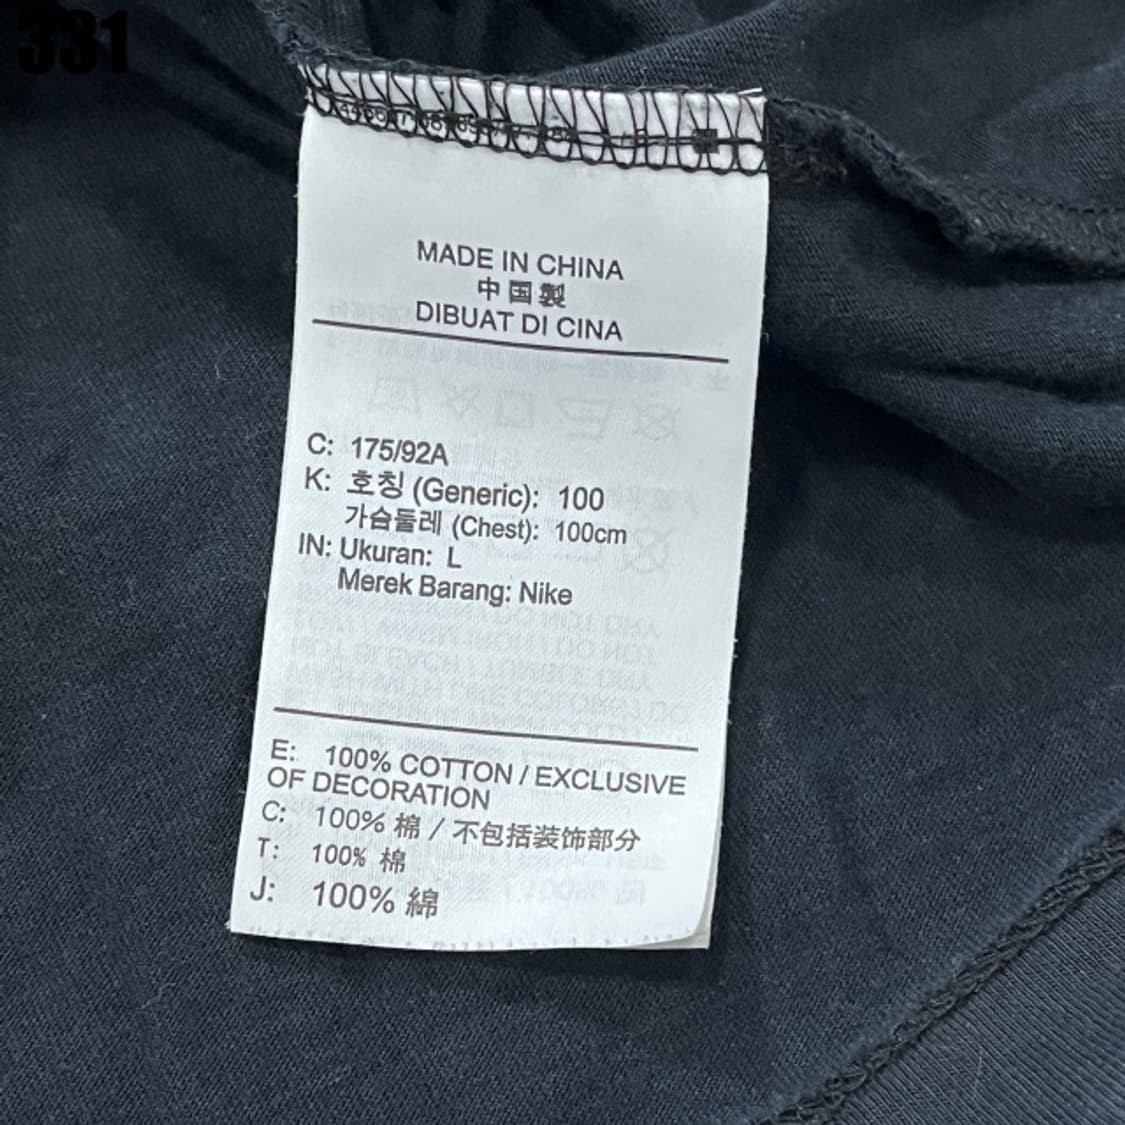 331
MADE IN CHINA
中国製
DIBUAT DI CINA
C: 175/92A
K: 호칭 (Generic): 100
가슴둘레 (Chest): 100cm
IN: Ukuran: L
Merek Barang: Nike
E: 100% COTTON / EXCLUSIVE
OF DECORATION
C: 100% 棉 / 不包括装饰部分
T: 100% 棉
J: 100% 綿